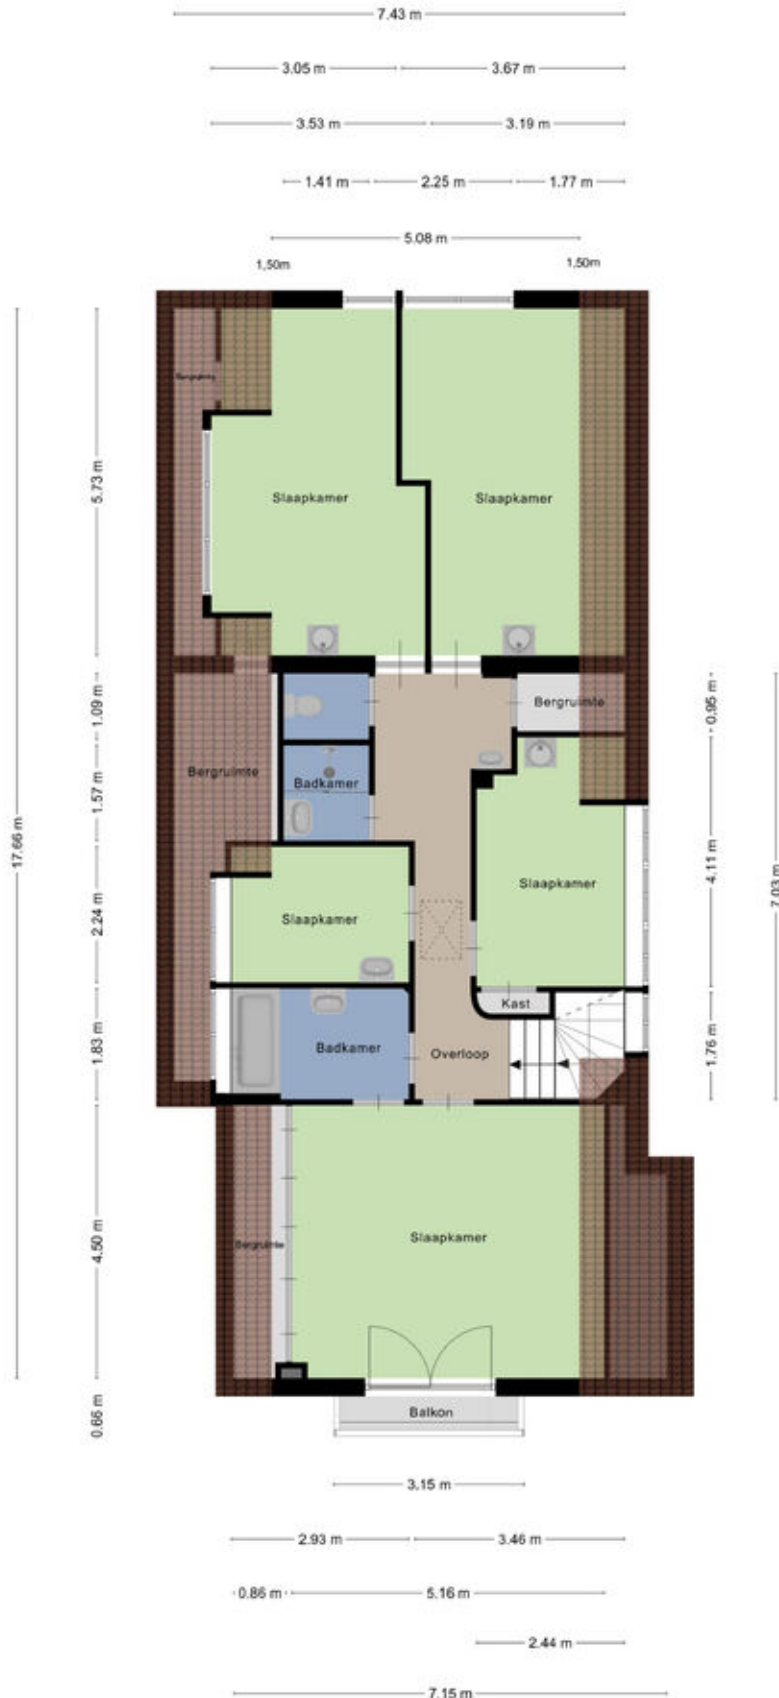 7.43 m
3.05 m
3.67 m
3.53 m
3.19 m
1.41 m
2.25 m
1.77 m
5.08 m
1,50m
1,50m
Bergruimte
5.73 m
Slaapkamer
Slaapkamer
1.09 m
0.95 m
Bergruimte
Bergruimte
Badkamer
1.57 m
17.66 m
4.11 m
7.03 m
Slaapkamer
2.24 m
Slaapkamer
Kast
1.83 m
Badkamer
Overloop
1.76 m
4.50 m
Slaapkamer
Bergruimte
0.66 m
Balkon
3.15 m
2.93 m
3.46 m
0.86 m
5.16 m
2.44 m
7.15 m